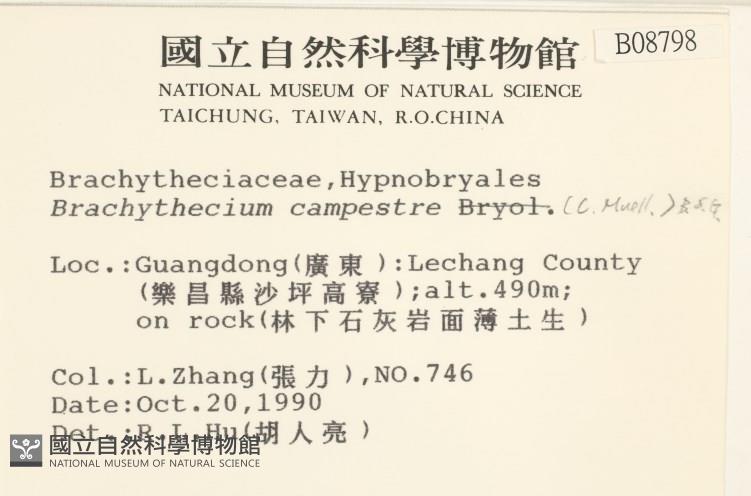 國立自然科學博物館
B08798
NATIONAL MUSEUM OF NATURAL SCIENCE
TAICHUNG, TAIWAN, R.O.CHINA
Brachytheciaceae,Hypnobryales
Brachythecium campestre Bryol. (C. Muell.) B.S.G.
Loc.:Guangdong(廣東):Lechang County
(樂昌縣沙坪高寮);alt.490m;
on rock(林下石灰岩面薄土生)
Col.:L.Zhang(張力),NO.746
Date:Oct.20,1990
Det.:R.L.Hu(胡人亮)
國立自然科學博物館
NATIONAL MUSEUM OF NATURAL SCIENCE